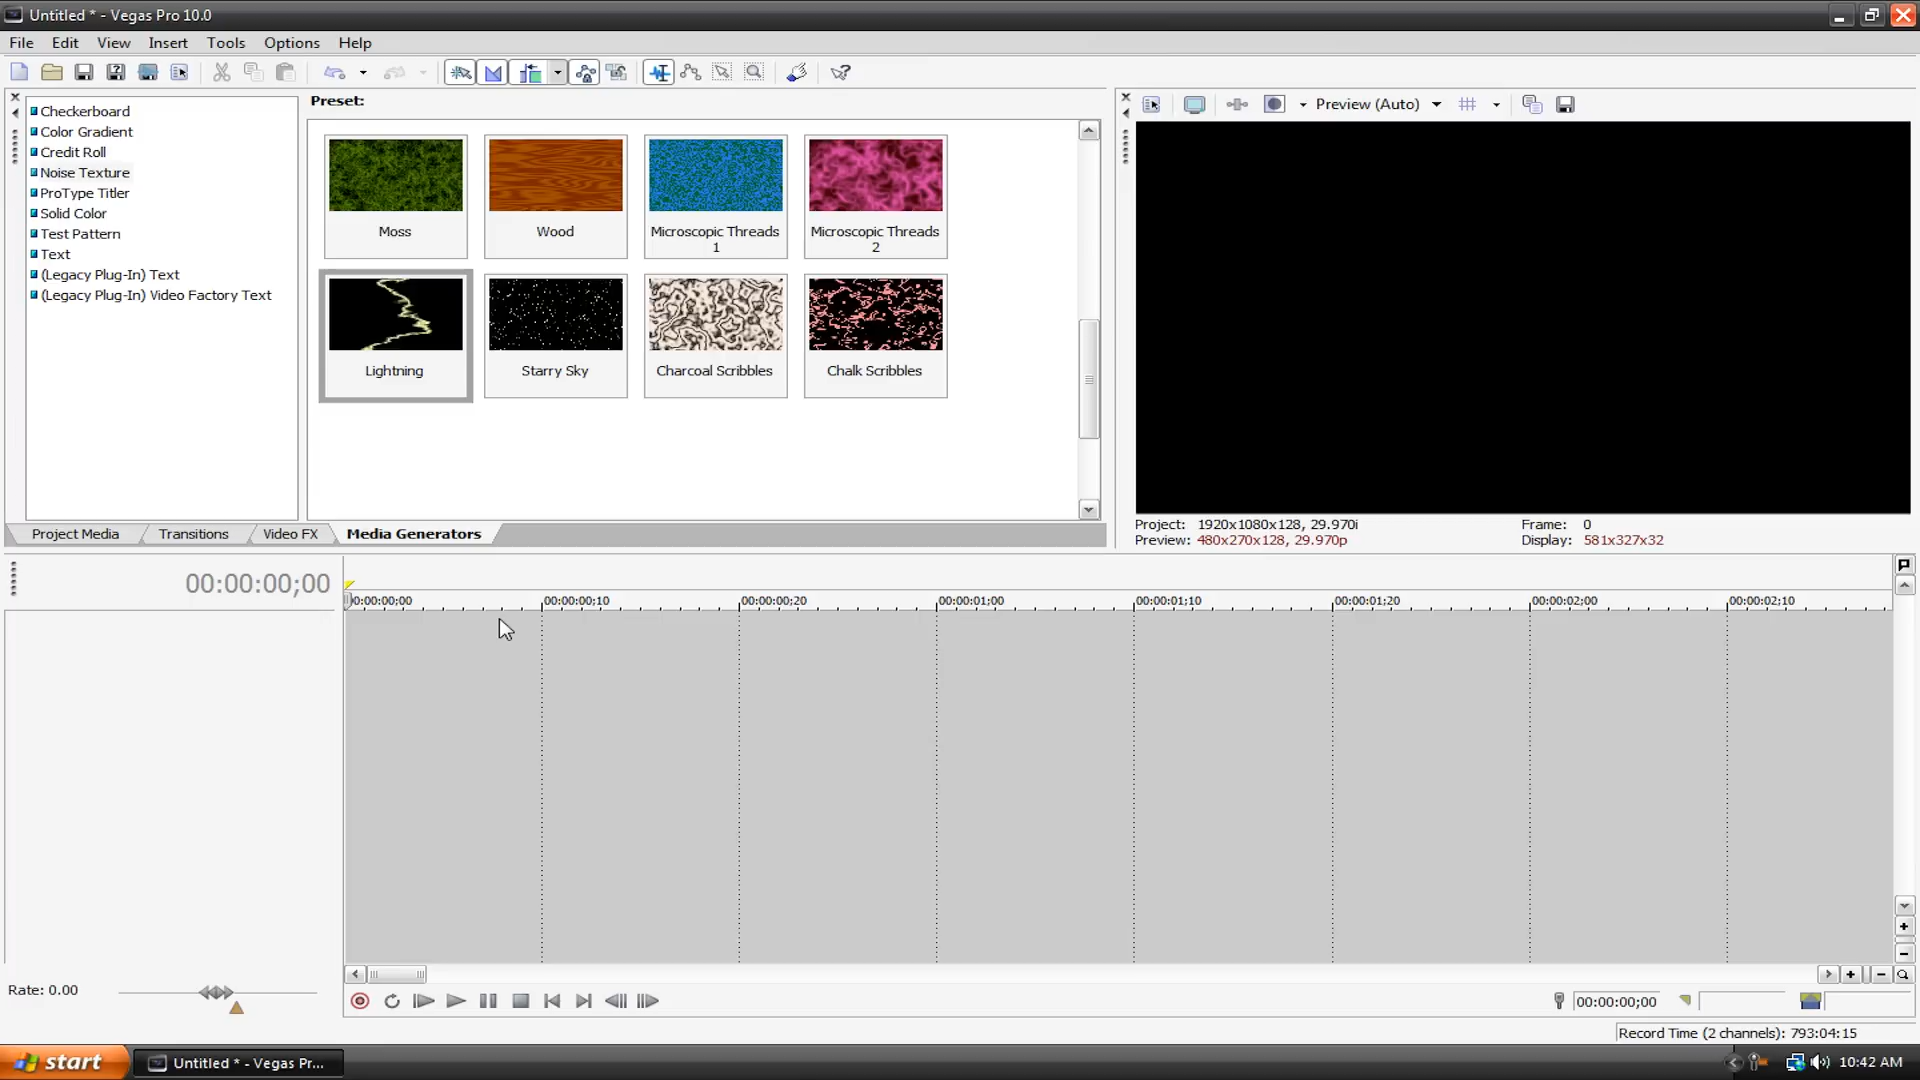 Untitled * - Vegas Pro 10.0
File Edit View Insert Tools Options Help
Checkerboard
Color Gradient
Credit Roll
Noise Texture
ProType Titler
Solid Color
Test Pattern
Text
(Legacy Plug-In) Text
(Legacy Plug-In) Video Factory Text
Preset:
Moss
Wood
Microscopic Threads
1
Microscopic Threads
2
Lightning
Starry Sky
Charcoal Scribbles
Chalk Scribbles
Project Media Transitions Video FX Media Generators
Preview (Auto)
Project: 1920x1080x128, 29.970i
Frame: 0
Preview: 480x270x128, 29.970p
Display: 581x327x32
00:00:00;00
00:00:00;00 00:00:00;10 00:00:00;20 00:00:01;00 00:00:01;10 00:00:01;20 00:00:02;00 00:00:02;10
Rate: 0.00
00:00:00;00
Record Time (2 channels): 793:04:15
start
Untitled * - Vegas Pr...
10:42 AM